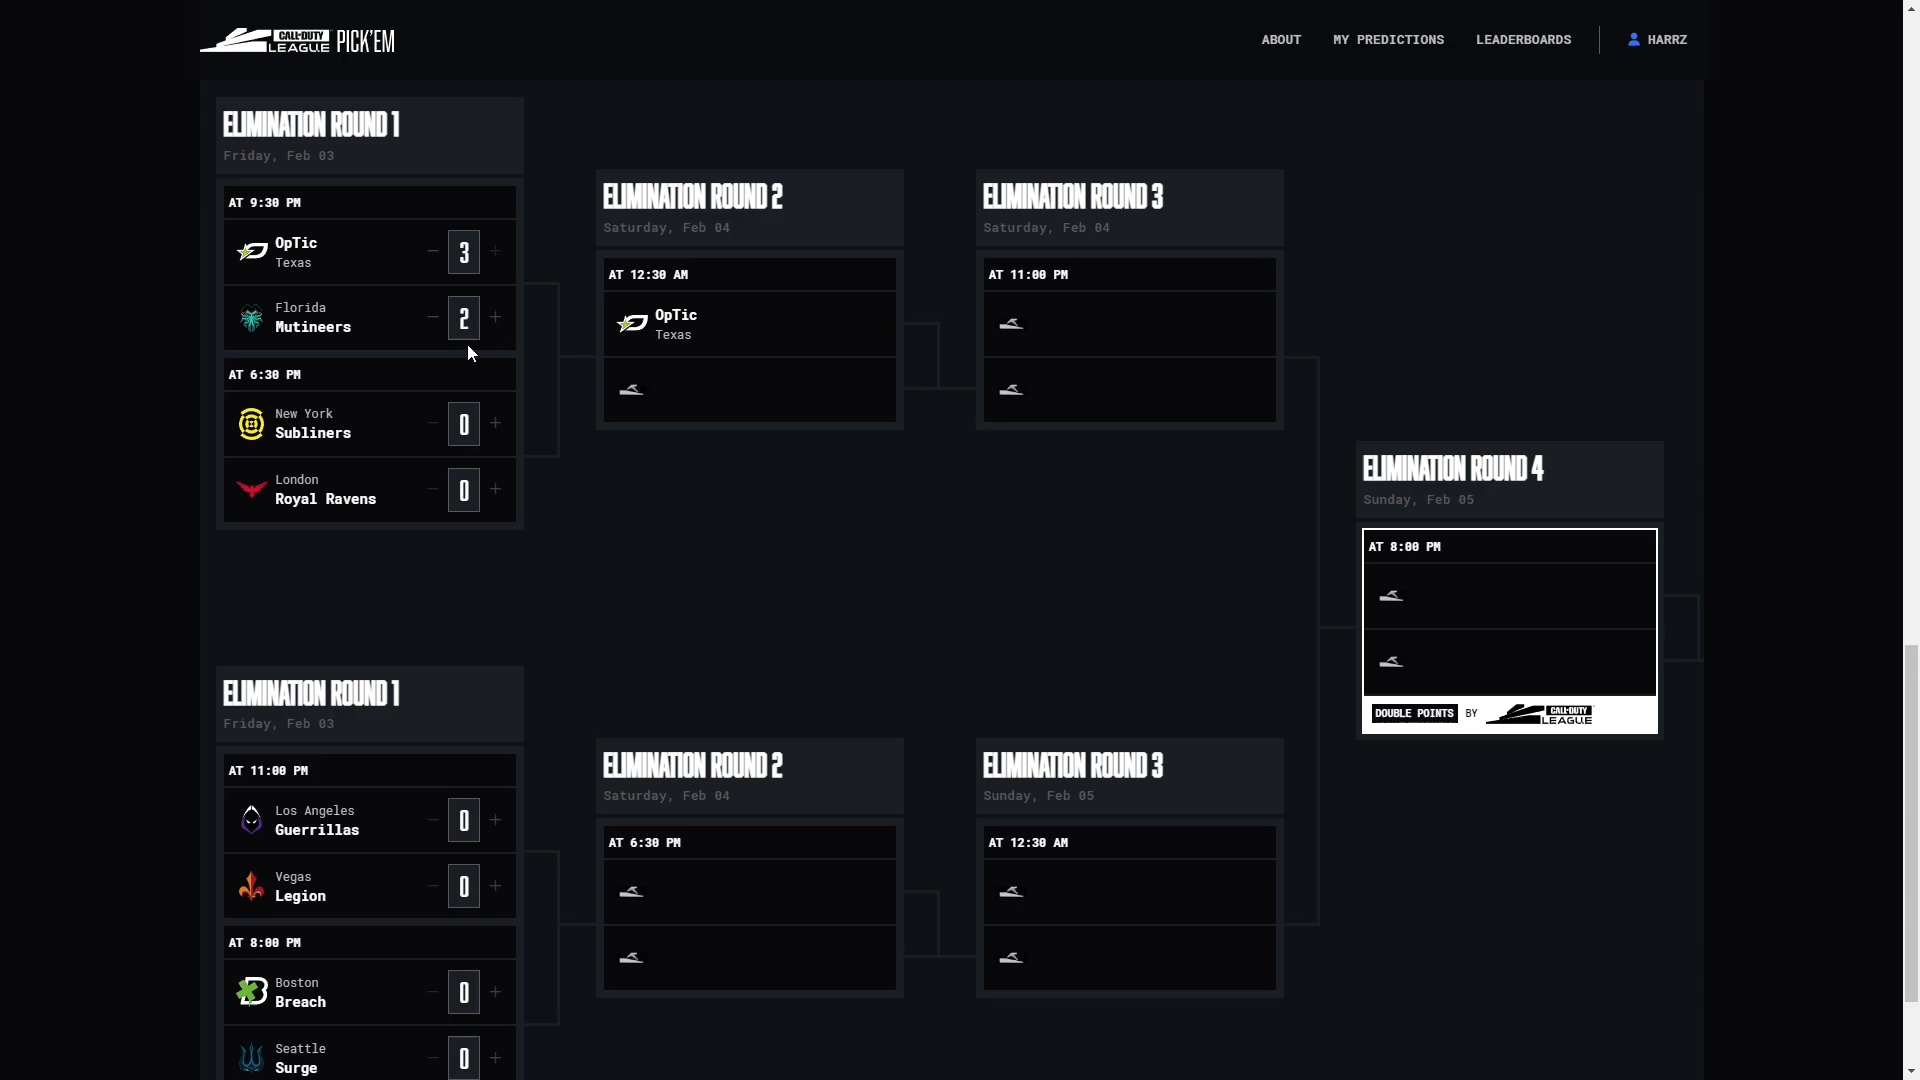 CALL OF DUTY
LEAGUE PICK'EM
ABOUT
MY PREDICTIONS
LEADERBOARDS
HARRZ
ELIMINATION ROUND 1
Friday, Feb 03
AT 9:30 PM
OpTic
Texas
3
Florida
Mutineers
2
AT 6:30 PM
New York
Subliners
0
London
Royal Ravens
0
ELIMINATION ROUND 2
Saturday, Feb 04
AT 12:30 AM
OpTic
Texas
ELIMINATION ROUND 3
Saturday, Feb 04
AT 11:00 PM
ELIMINATION ROUND 4
Sunday, Feb 05
AT 8:00 PM
DOUBLE POINTS BY CALL OF DUTY
LEAGUE
ELIMINATION ROUND 1
Friday, Feb 03
AT 11:00 PM
Los Angeles
Guerrillas
0
Vegas
Legion
0
AT 8:00 PM
Boston
Breach
0
Seattle
Surge
0
ELIMINATION ROUND 2
Saturday, Feb 04
AT 6:30 PM
ELIMINATION ROUND 3
Sunday, Feb 05
AT 12:30 AM